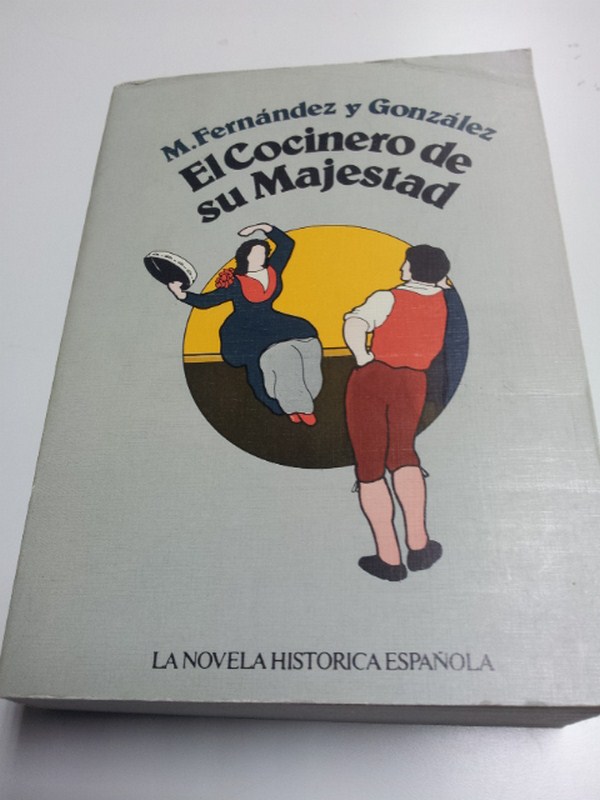 M. Fernández y González
El Cocinero de
su Majestad
LA NOVELA HISTORICA ESPAÑOLA